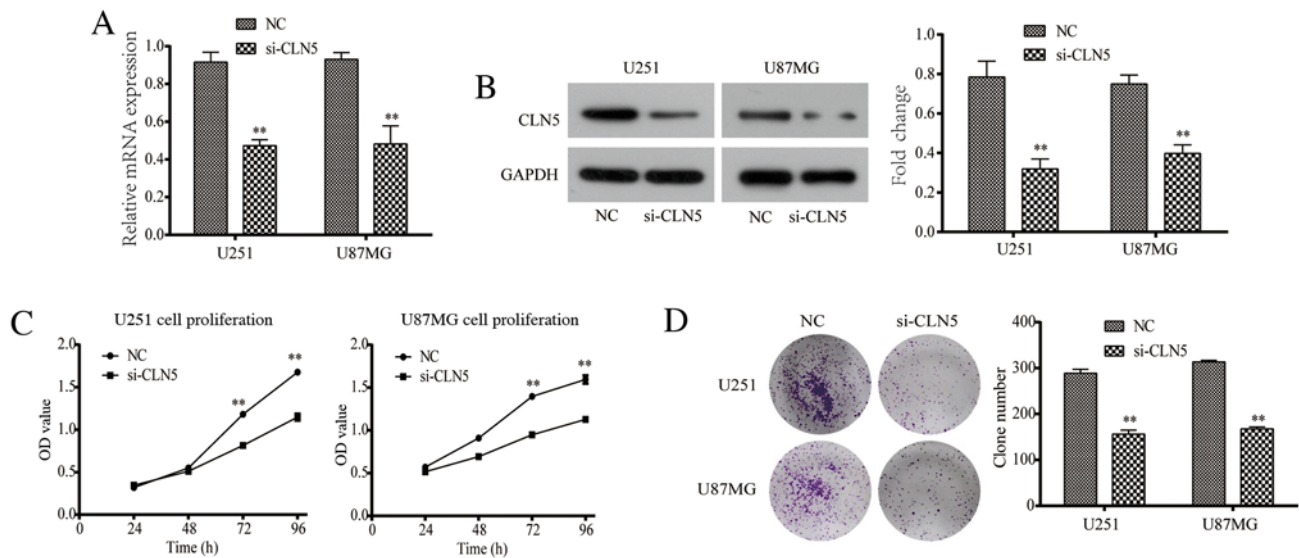 A
NC
si-CLN5
Relative mRNA expression
1.0
0.8
0.6
0.4
0.2
0.0
**
**
U251
U87MG
B
U251
U87MG
CLN5
GAPDH
NC
si-CLN5
NC
si-CLN5
NC
si-CLN5
Fold change
1.0
0.8
0.6
0.4
0.2
0.0
**
**
U251
U87MG
C
U251 cell proliferation
NC
si-CLN5
OD value
2.0
1.5
1.0
0.5
0.0
**
**
0
24
48
72
96
Time (h)
U87MG cell proliferation
NC
si-CLN5
OD value
2.0
1.5
1.0
0.5
0.0
**
**
0
24
48
72
96
Time (h)
D
NC
si-CLN5
U251
U87MG
NC
si-CLN5
Clone number
400
300
200
100
0
**
**
U251
U87MG